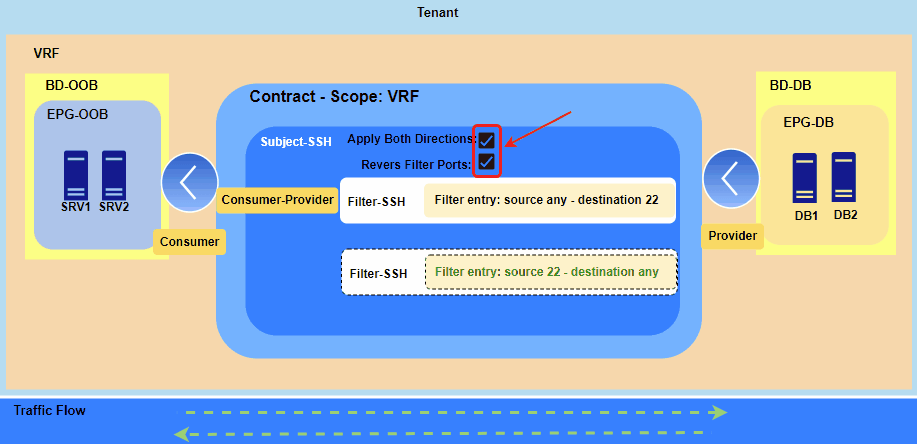 Tenant
VRF
BD-OOB
EPG-OOB
SRV1 SRV2
Consumer
Contract - Scope: VRF
Subject-SSH
Apply Both Directions:
Revers Filter Ports:
Consumer-Provider
Filter-SSH
Filter entry: source any - destination 22
Filter-SSH
Filter entry: source 22 - destination any
Provider
BD-DB
EPG-DB
DB1 DB2
Traffic Flow